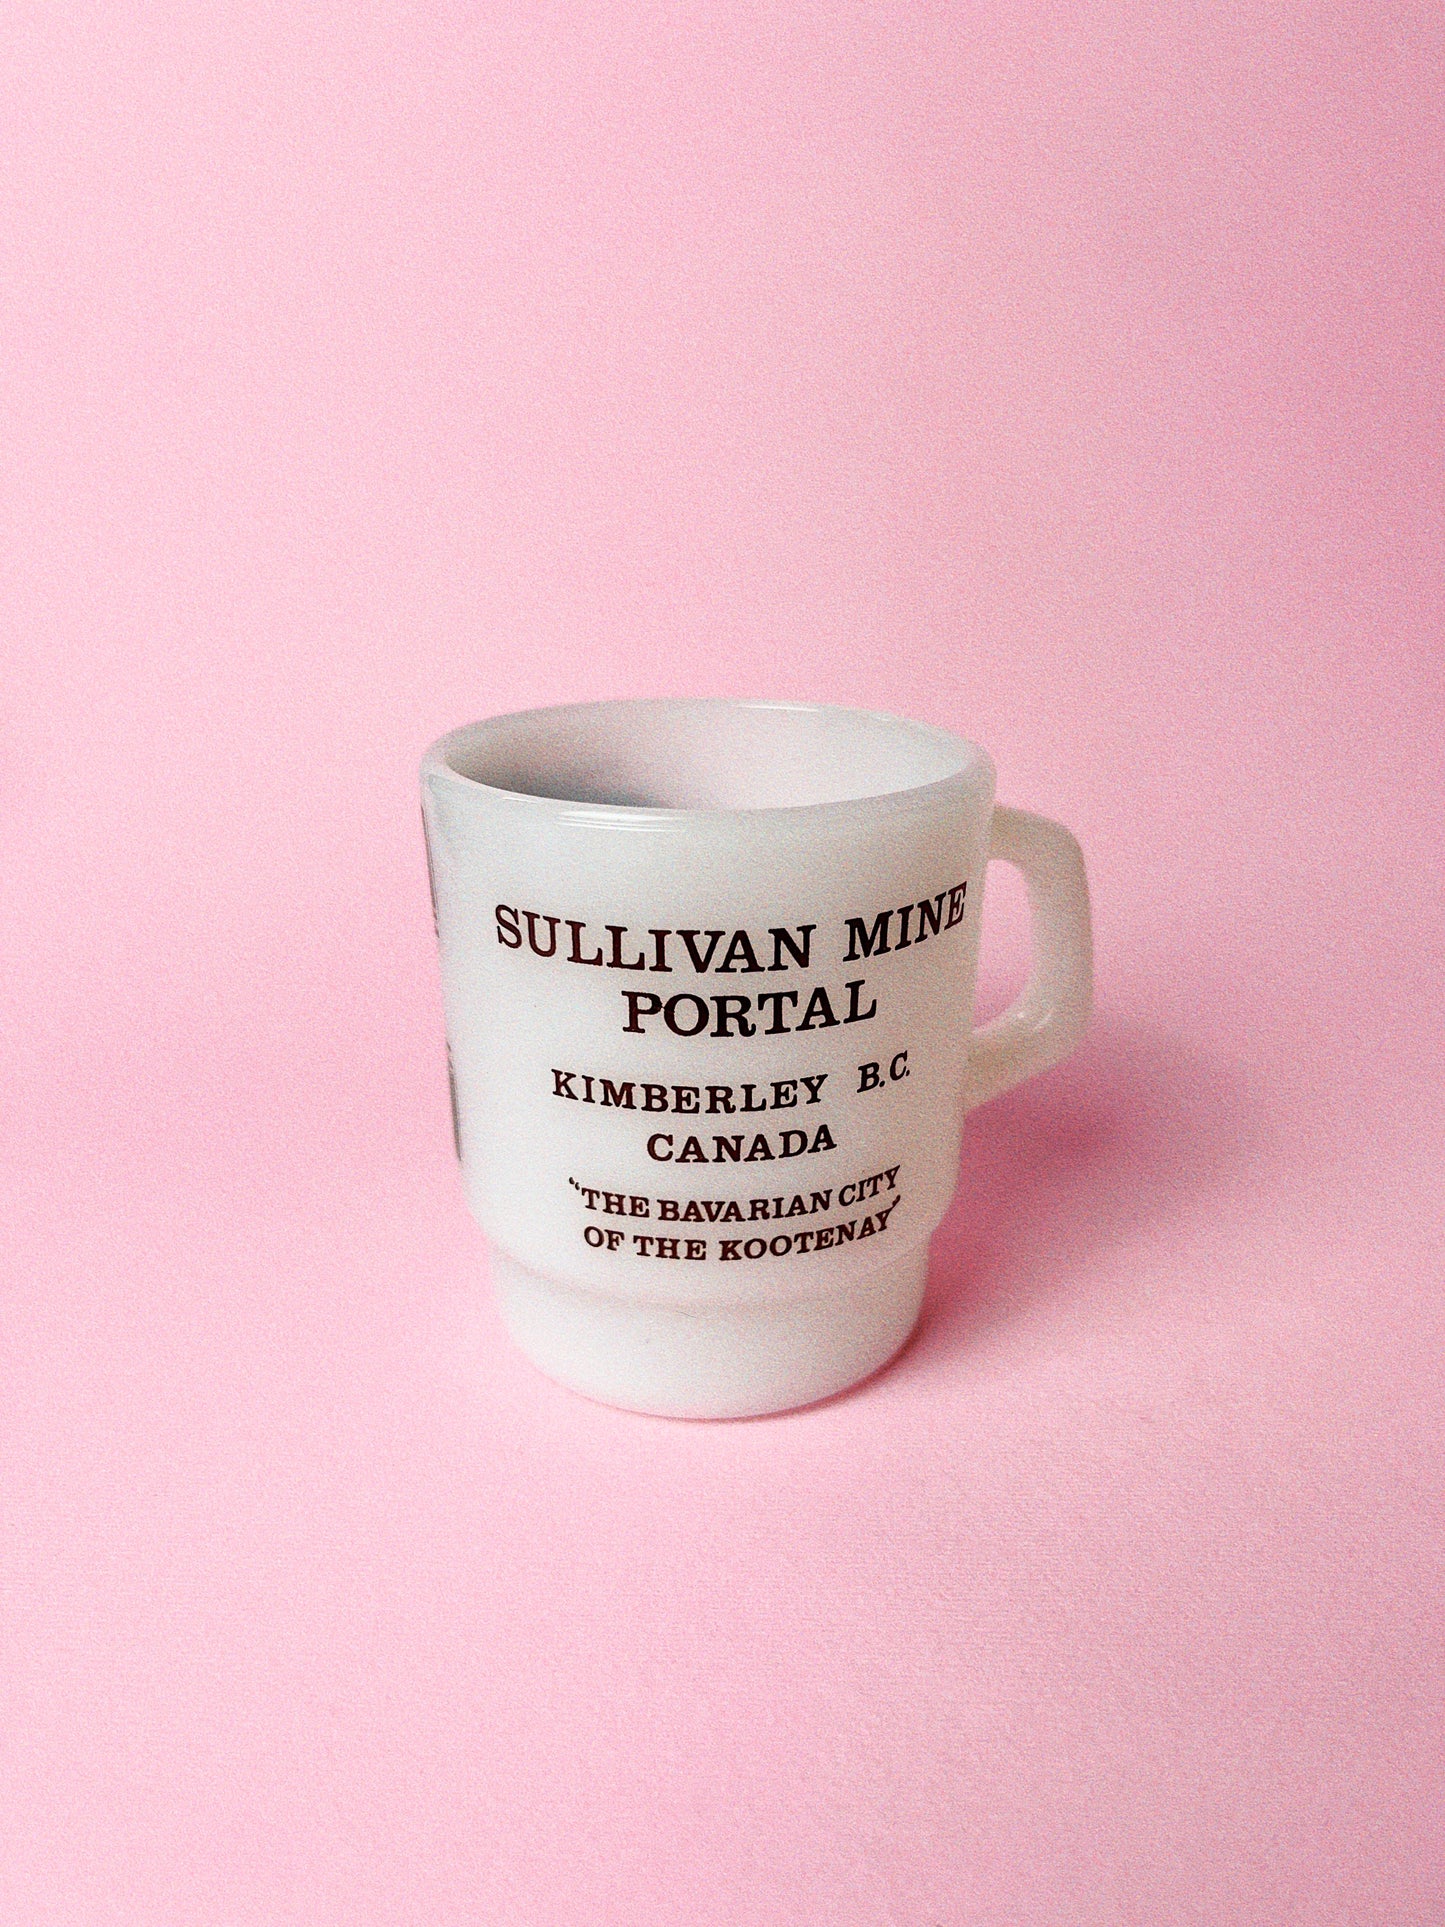 SULLIVAN MINE
PORTAL
KIMBERLEY B.C.
CANADA
"THE BAVARIAN CITY
OF THE KOOTENAY"